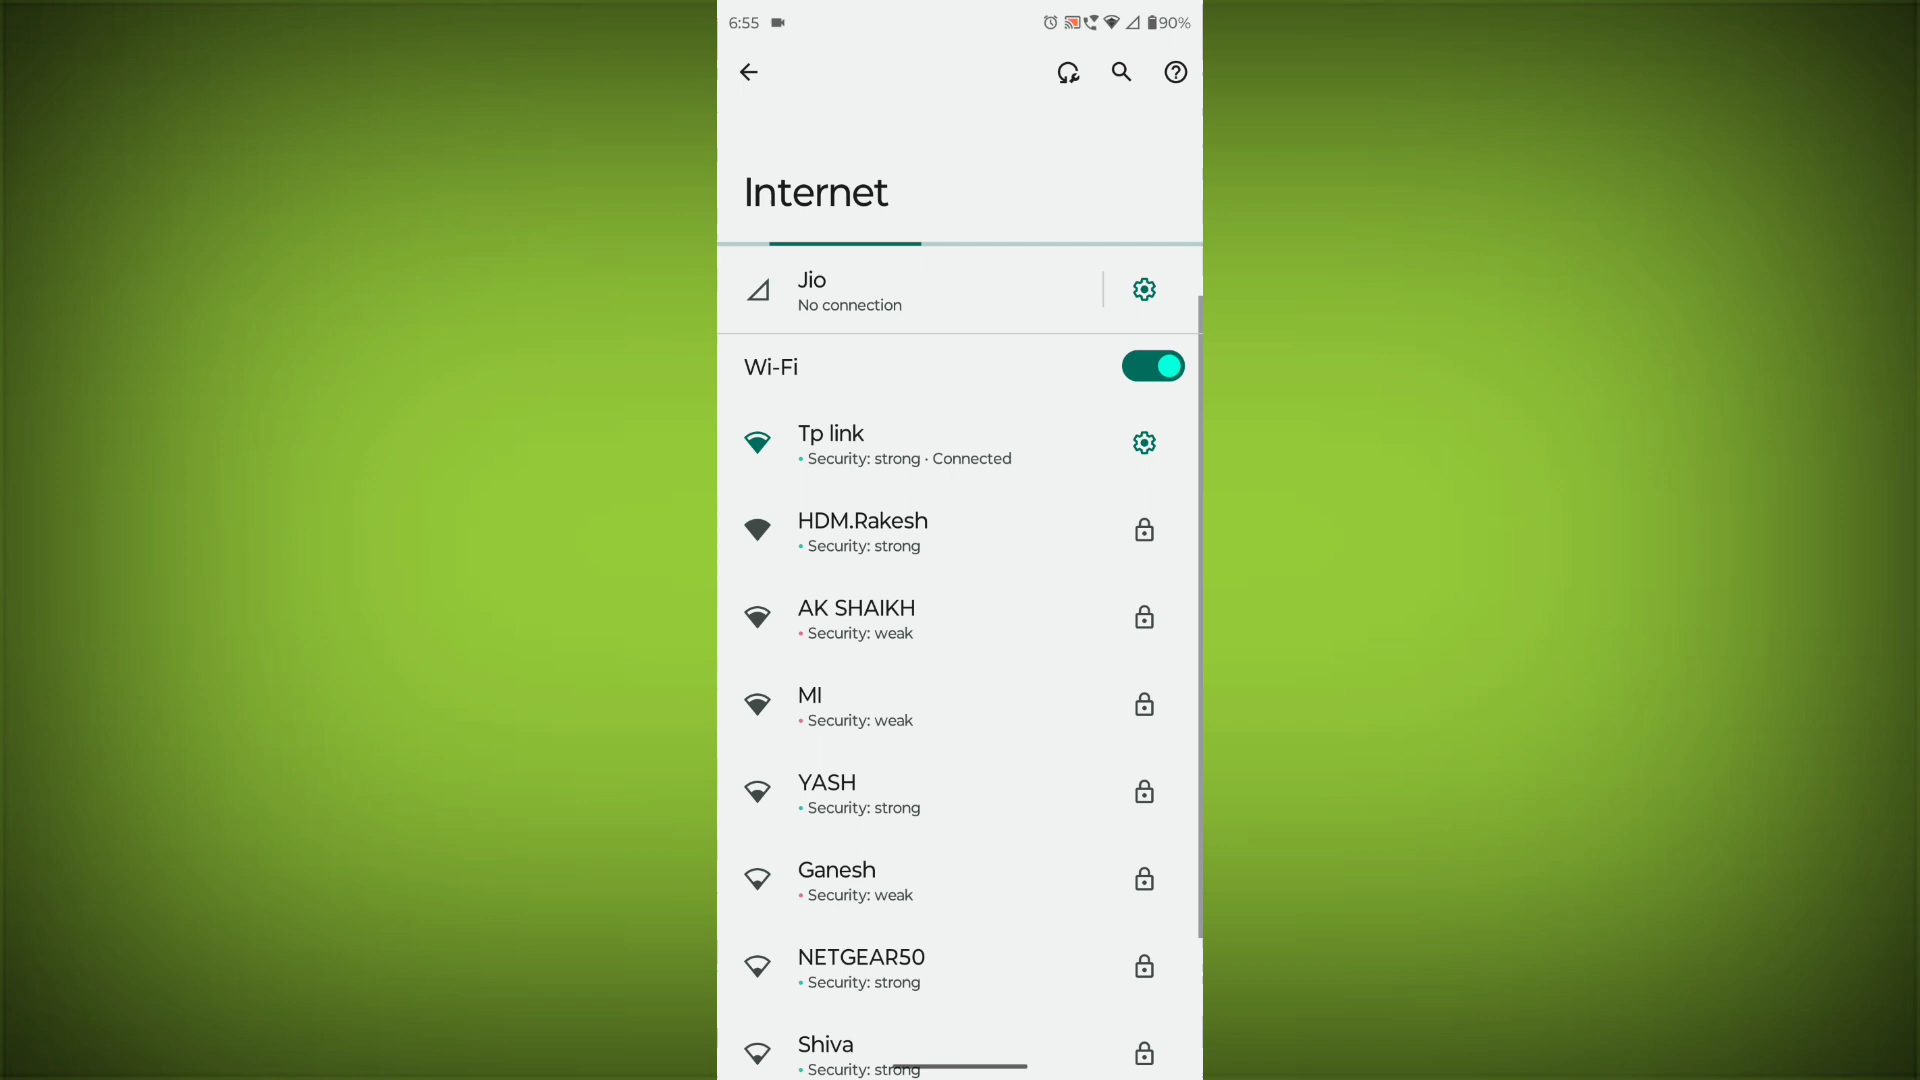 6:55
90%
Internet
Jio
No connection
Wi-Fi
Tp link
• Security: strong · Connected
HDM.Rakesh
• Security: strong
AK SHAIKH
• Security: weak
MI
• Security: weak
YASH
• Security: strong
Ganesh
• Security: weak
NETGEAR50
• Security: strong
Shiva
• Security: strong